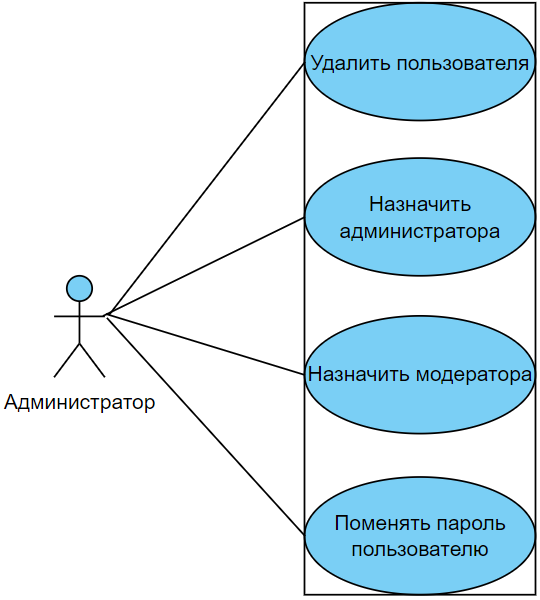 Удалить пользователя
Назначить
администратора
Администратор
Назначить модератора
Поменять пароль
пользователю